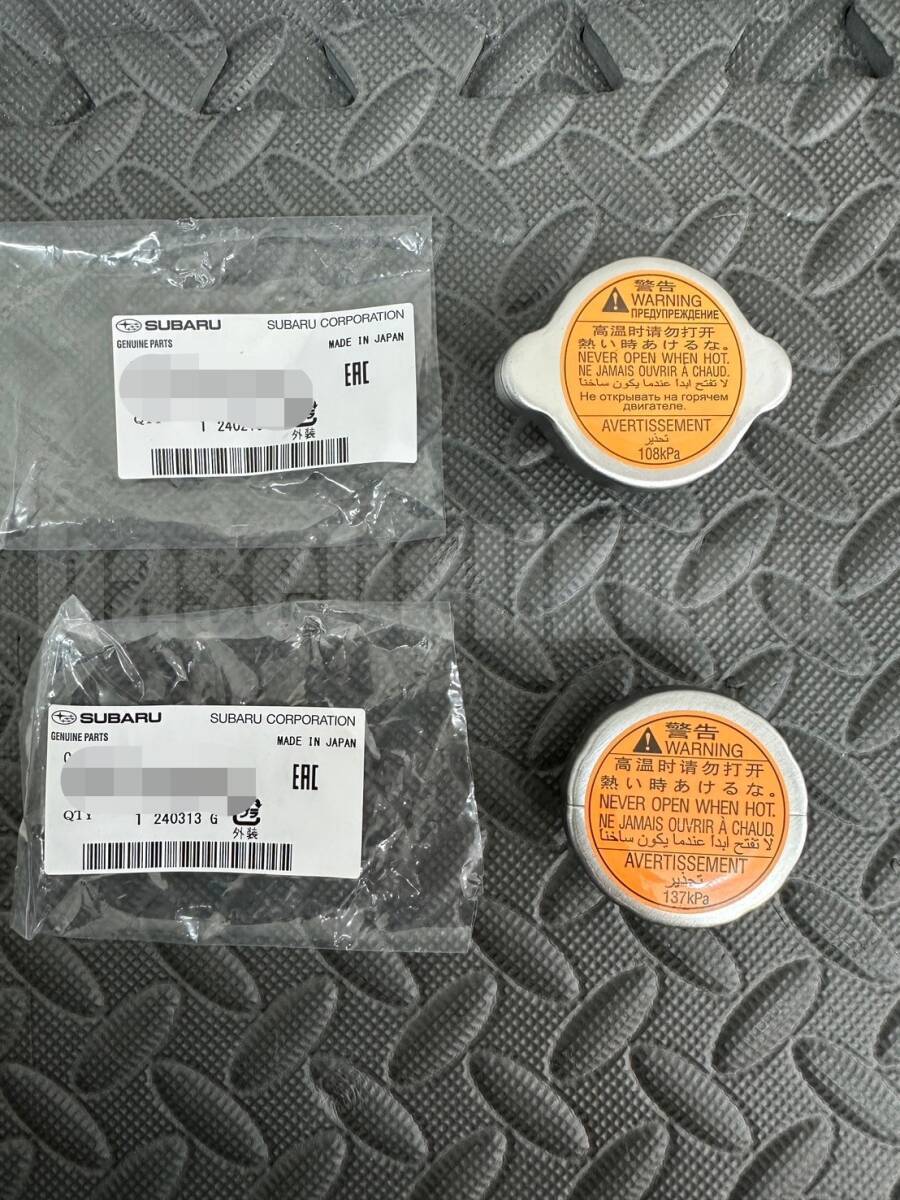 SUBARU
SUBARU CORPORATION
GENUINE PARTS
MADE IN JAPAN
EAC
1
外装
警告
WARNING
ПРЕДУПРЕЖДЕНИЕ
高温时请勿打开
熱い時あけるな。
NEVER OPEN WHEN HOT.
NE JAMAIS OUVRIR À CHAUD.
لا تفتح ابدا عندما يكون ساخنا
Не открывать на горячем
двигателе.
AVERTISSEMENT
تحذير
108kPa
SUBARU
SUBARU CORPORATION
GENUINE PARTS
MADE IN JAPAN
EAC
QTY 1 240313 G
プラ
外装
警告
WARNING
高温时请勿打开
熱い時あけるな。
NEVER OPEN WHEN HOT.
NE JAMAIS OUVRIR À CHAUD.
لا تفتح ابدا عندما يكون ساخنا
AVERTISSEMENT
تحذير
137kPa